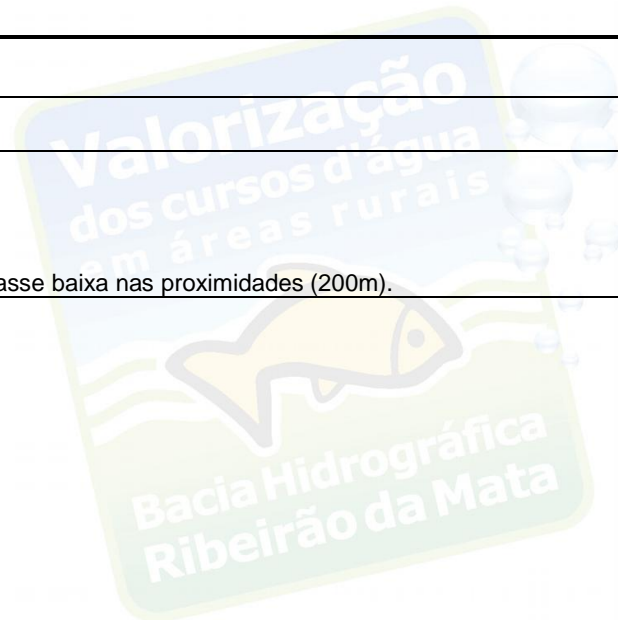 Valorização
dos cursos d'água
em áreas rurais
asse baixa nas proximidades (200m).
Bacia Hidrográfica
Ribeirão da Mata